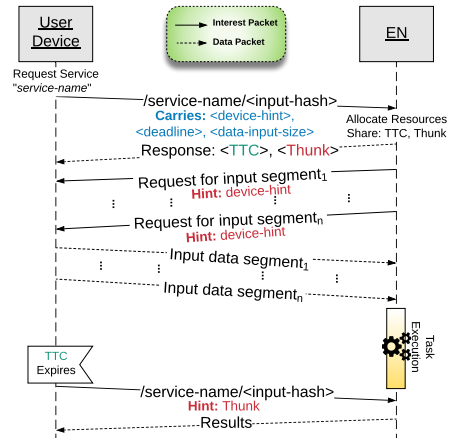 User
Device
Interest Packet
Data Packet
EN
Request Service
"service-name"
/service-name/<input-hash>
Carries: <device-hint>,
<deadline>, <data-input-size>
Allocate Resources
Share: TTC, Thunk
Response: <TTC>, <Thunk>
Request for input segment1
Hint: device-hint
Request for input segmentn
Hint: device-hint
Input data segment1
Input data segmentn
Task
Execution
TTC
Expires
/service-name/<input-hash>
Hint: Thunk
Results